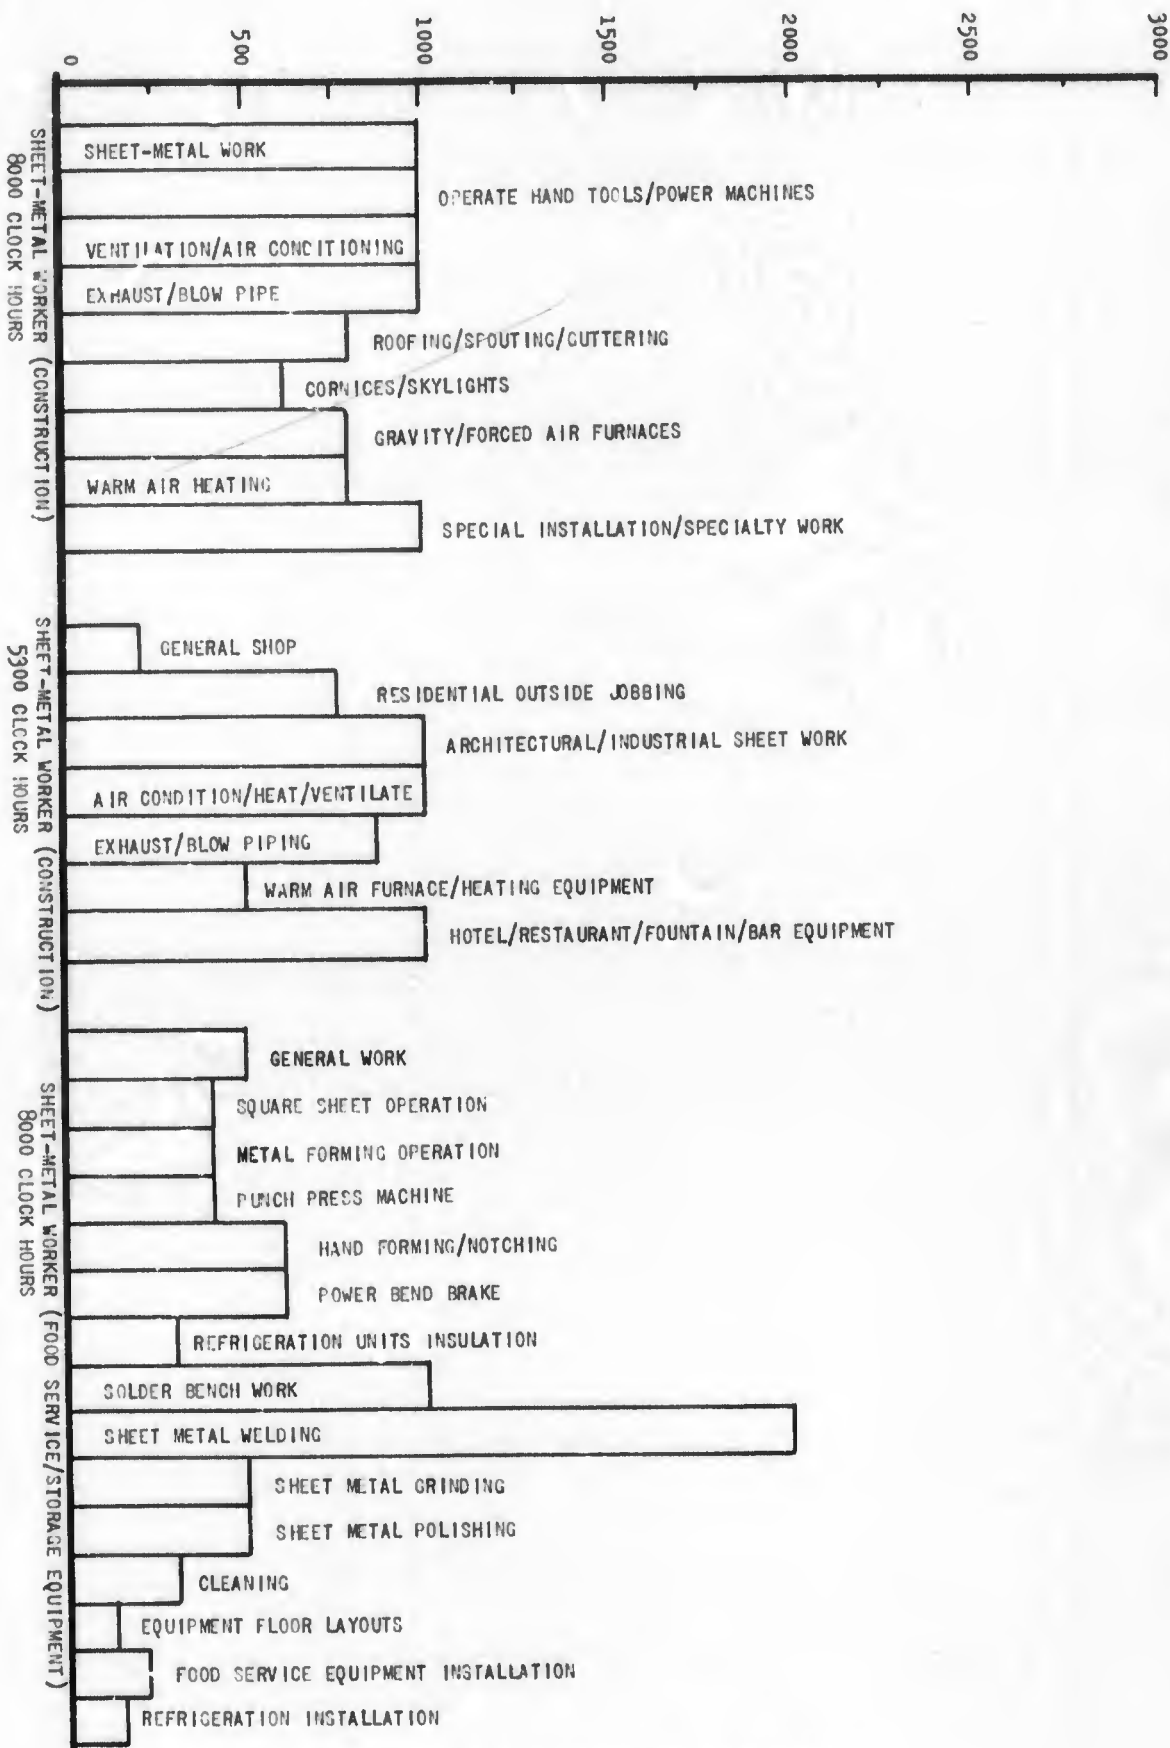 3000
2500
2000
1500
1000
500
0
SHEET-METAL WORKER (CONSTRUCTION)
8000 CLOCK HOURS
SHEET-METAL WORK
OPERATE HAND TOOLS/POWER MACHINES
VENTILATION/AIR CONDITIONING
EXHAUST/BLOW PIPE
ROOFING/SPOUTING/GUTTERING
CORNICES/SKYLIGHTS
GRAVITY/FORCED AIR FURNACES
WARM AIR HEATING
SPECIAL INSTALLATION/SPECIALTY WORK
SHEET-METAL WORKER (CONSTRUCTION)
5300 CLOCK HOURS
GENERAL SHOP
RESIDENTIAL OUTSIDE JOBBING
ARCHITECTURAL/INDUSTRIAL SHEET WORK
AIR CONDITION/HEAT/VENTILATE
EXHAUST/BLOW PIPING
WARM AIR FURNACE/HEATING EQUIPMENT
HOTEL/RESTAURANT/FOUNTAIN/BAR EQUIPMENT
SHEET-METAL WORKER (FOOD SERVICE/STORAGE EQUIPMENT)
8000 CLOCK HOURS
GENERAL WORK
SQUARE SHEET OPERATION
METAL FORMING OPERATION
PUNCH PRESS MACHINE
HAND FORMING/NOTCHING
POWER BEND BRAKE
REFRIGERATION UNITS INSULATION
SOLDER BENCH WORK
SHEET METAL WELDING
SHEET METAL GRINDING
SHEET METAL POLISHING
CLEANING
EQUIPMENT FLOOR LAYOUTS
FOOD SERVICE EQUIPMENT INSTALLATION
REFRIGERATION INSTALLATION